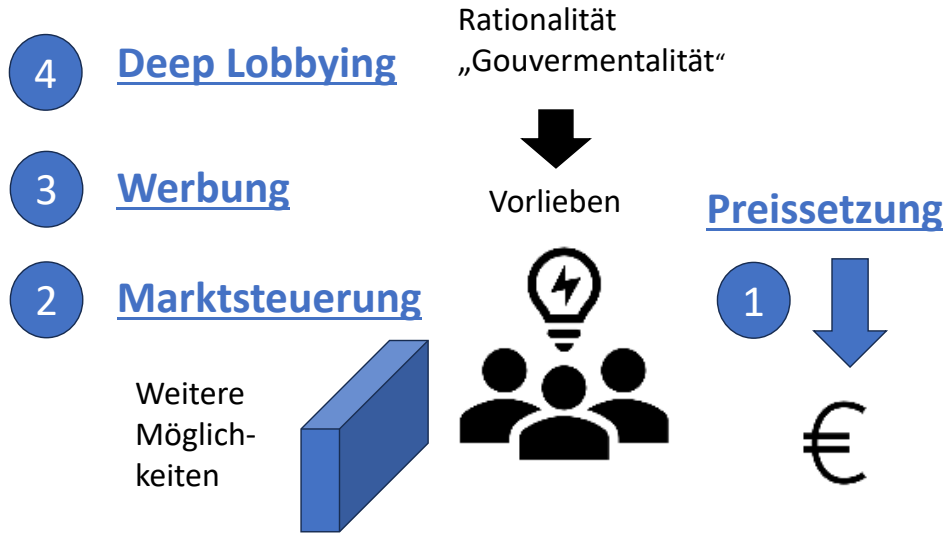 Rationalität
„Gouvermentalität“
4
Deep Lobbying
3
Werbung
Vorlieben
Preissetzung
2
Marktsteuerung
1
Weitere
Möglich-
keiten
€